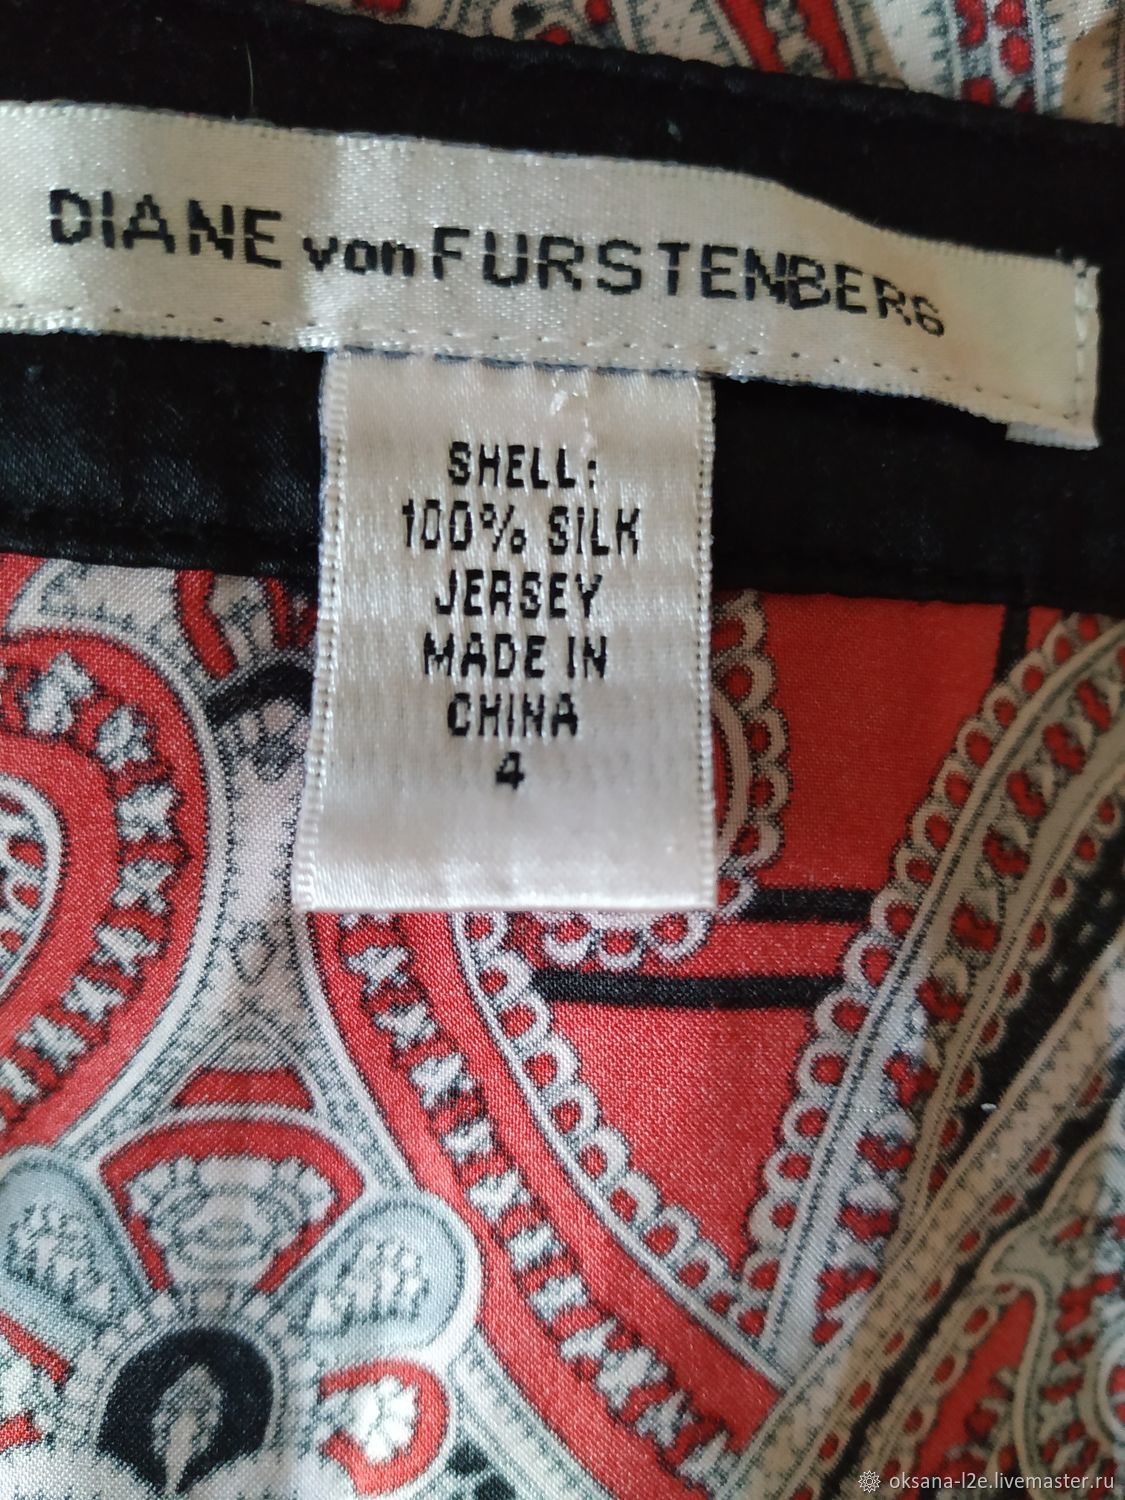 DIANE von FURSTENBERG
SHELL:
100% SILK
JERSEY
MADE IN
CHINA
4
oksana-l2e.livemaster.ru